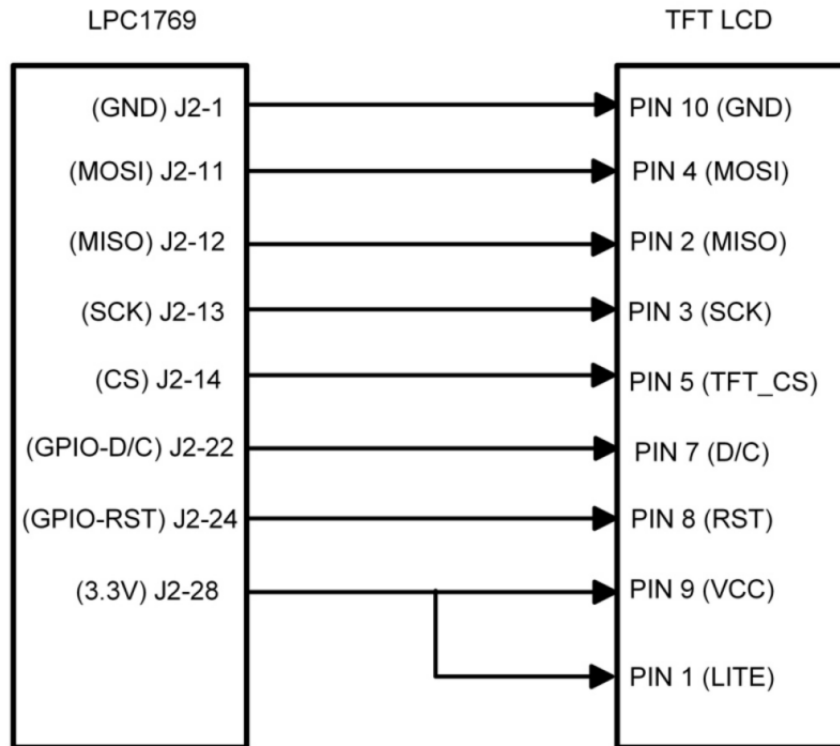 LPC1769 TFT LCD
(GND) J2-1 PIN 10 (GND)
(MOSI) J2-11 PIN 4 (MOSI)
(MISO) J2-12 PIN 2 (MISO)
(SCK) J2-13 PIN 3 (SCK)
(CS) J2-14 PIN 5 (TFT_CS)
(GPIO-D/C) J2-22 PIN 7 (D/C)
(GPIO-RST) J2-24 PIN 8 (RST)
(3.3V) J2-28 PIN 9 (VCC)
PIN 1 (LITE)